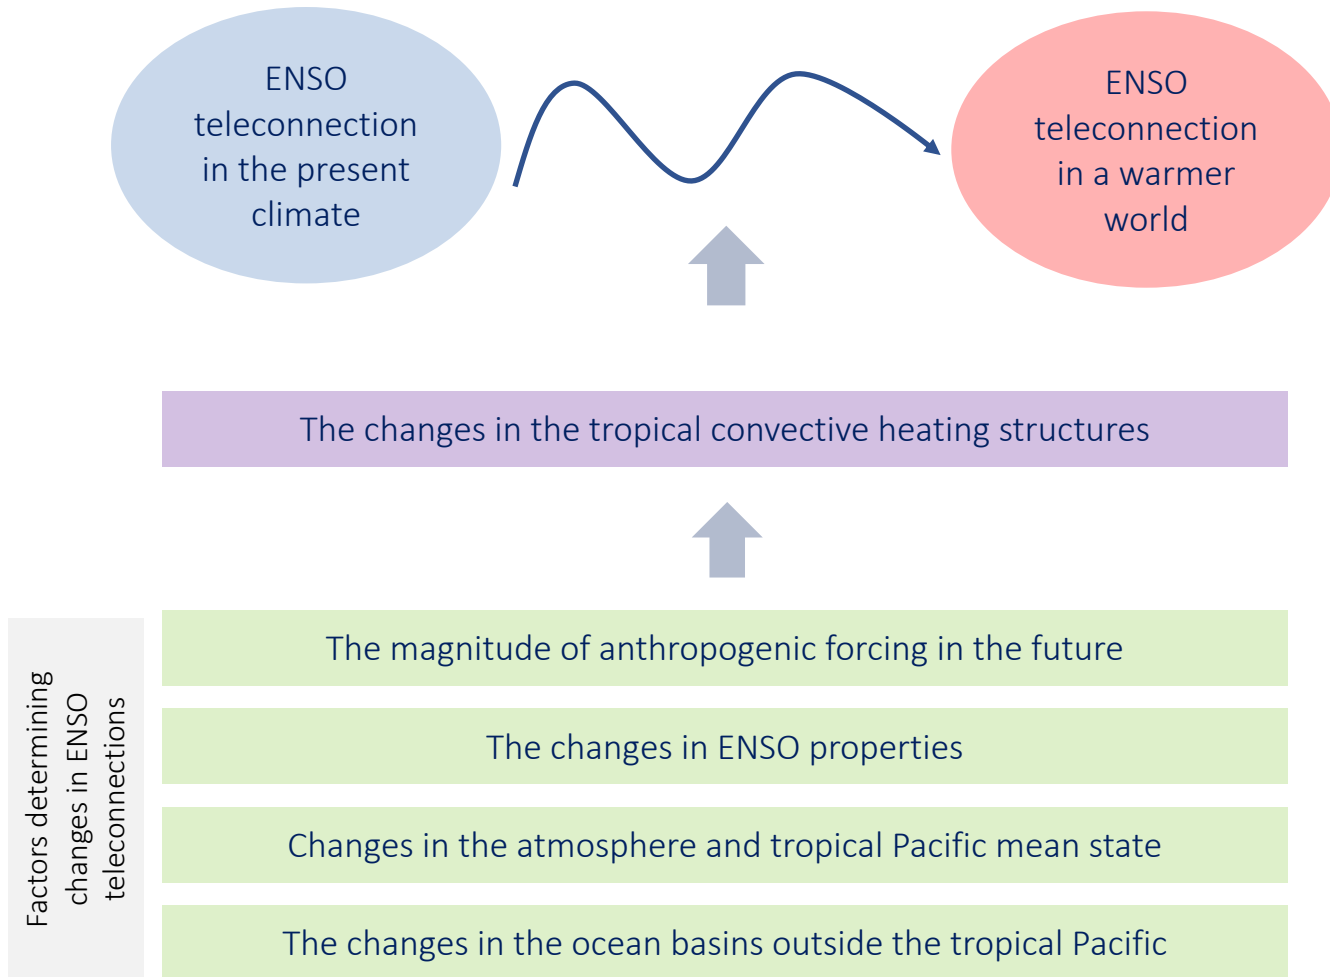 ENSO
teleconnection
in the present
climate
ENSO
teleconnection
in a warmer
world
The changes in the tropical convective heating structures
Factors determining
changes in ENSO
teleconnections
The magnitude of anthropogenic forcing in the future
The changes in ENSO properties
Changes in the atmosphere and tropical Pacific mean state
The changes in the ocean basins outside the tropical Pacific